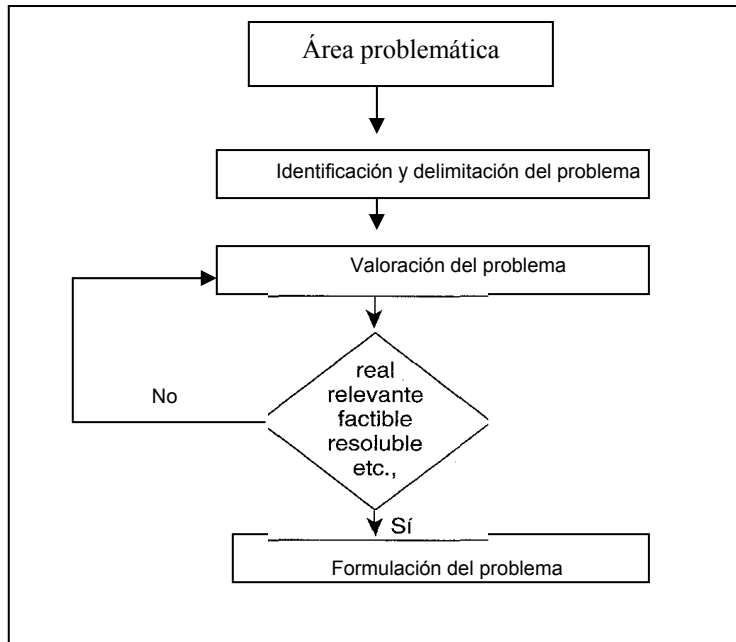 Área problemática
Identificación y delimitación del problema
Valoración del problema
real
relevante
factible
resoluble
etc.,
No
Sí
Formulación del problema